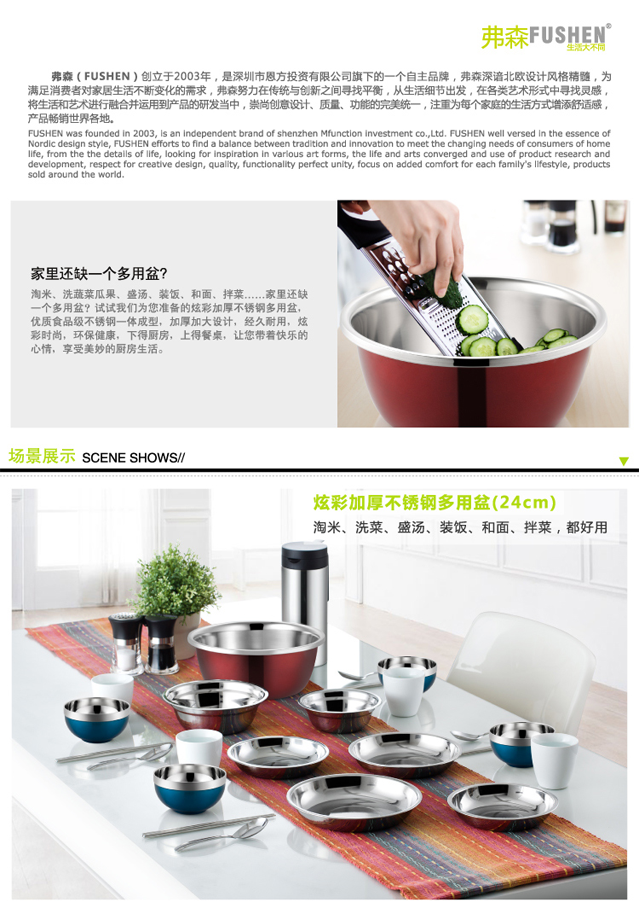 弗森FUSHEN®
生活大不同
弗森（FUSHEN）创立于2003年，是深圳市恩方投资有限公司旗下的一个自主品牌，弗森深谙北欧设计风格精髓，为
满足消费者对家居生活不断变化的需求，弗森努力在传统与创新之间寻找平衡，从生活细节出发，在各类艺术形式中寻找灵感，
将生活和艺术进行融合并运用到产品的研发当中，崇尚创意设计、质量、功能的完美统一，注重为每个家庭的生活方式增添舒适感，
产品畅销世界各地。
FUSHEN was founded in 2003, is an independent brand of shenzhen Mfunction investment co.,Ltd. FUSHEN well versed in the essence of
Nordic design style, FUSHEN efforts to find a balance between tradition and innovation to meet the changing needs of consumers of home
life, from the the details of life, looking for inspiration in various art forms, the life and arts converged and use of product research and
development, respect for creative design, quality, functionality perfect unity, focus on added comfort for each family's lifestyle, products
sold around the world.
家里还缺一个多用盆?
淘米、洗蔬菜瓜果、盛汤、装饭、和面、拌菜......家里还缺
一个多用盆？试试我们为您准备的炫彩加厚不锈钢多用盆，
优质食品级不锈钢一体成型，加厚加大设计，经久耐用，炫
彩时尚，环保健康，下得厨房，上得餐桌，让您带着快乐的
心情，享受美妙的厨房生活。
场景展示 SCENE SHOWS//
炫彩加厚不锈钢多用盆(24cm)
淘米、洗菜、盛汤、装饭、和面、拌菜，都好用